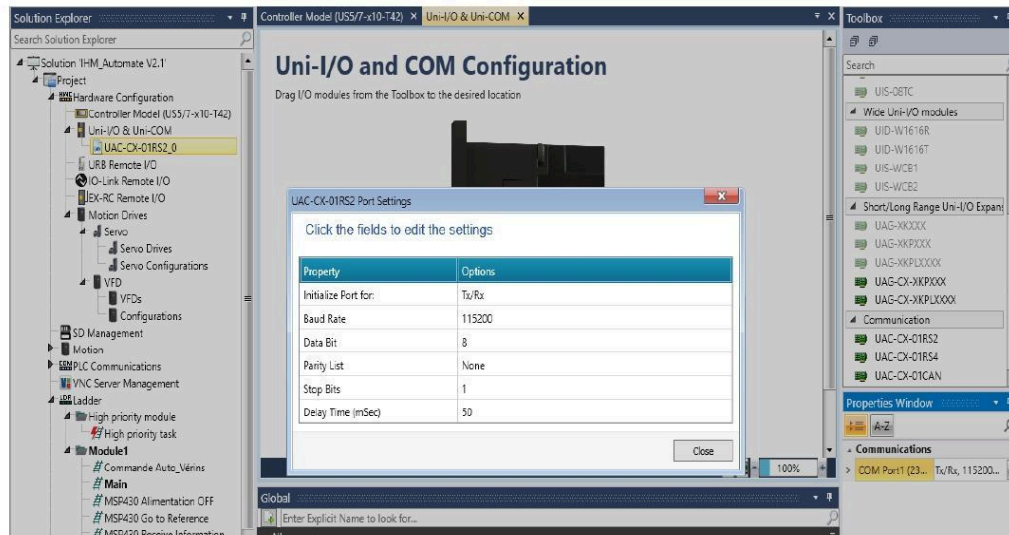 Solution Explorer
Search Solution Explorer
Solution 'IHM_Automate V2.1'
Project
HWC Hardware Configuration
Controller Model (US5/7-x10-T42)
Uni-I/O & Uni-COM
UAC-CX-01RS2_0
URB Remote I/O
IO-Link Remote I/O
EX-RC Remote I/O
Motion Drives
Servo
Servo Drives
Servo Configurations
VFD
VFDs
Configurations
SD Management
Motion
PLC Communications
VNC Server Management
LDR Ladder
High priority module
High priority task
Module1
Commande Auto_Vérins
Main
MSP430 Alimentation OFF
MSP430 Go to Reference
MSP430 Receive Information
Controller Model (US5/7-x10-T42) X Uni-I/O & Uni-COM X
Uni-I/O and COM Configuration
Drag I/O modules from the Toolbox to the desired location
UAC-CX-01RS2 Port Settings
Click the fields to edit the settings
Property Options
Initialize Port for: Tx/Rx
Baud Rate 115200
Data Bit 8
Parity List None
Stop Bits 1
Delay Time (mSec) 50
Close
100%
Global
Enter Explicit Name to look for...
Toolbox
Search
UIS-08TC
Wide Uni-I/O modules
UID-W1616R
UID-W1616T
UIS-WCB1
UIS-WCB2
Short/Long Range Uni-I/O Expans
UAG-XKXXX
UAG-XKPXXX
UAG-XKPLXXXX
UAG-CX-XKPXXX
UAG-CX-XKPLXXXX
Communication
UAC-CX-01RS2
UAC-CX-01RS4
UAC-CX-01CAN
Properties Window
A-Z
Communications
COM Port1 (23... Tx/Rx, 115200...